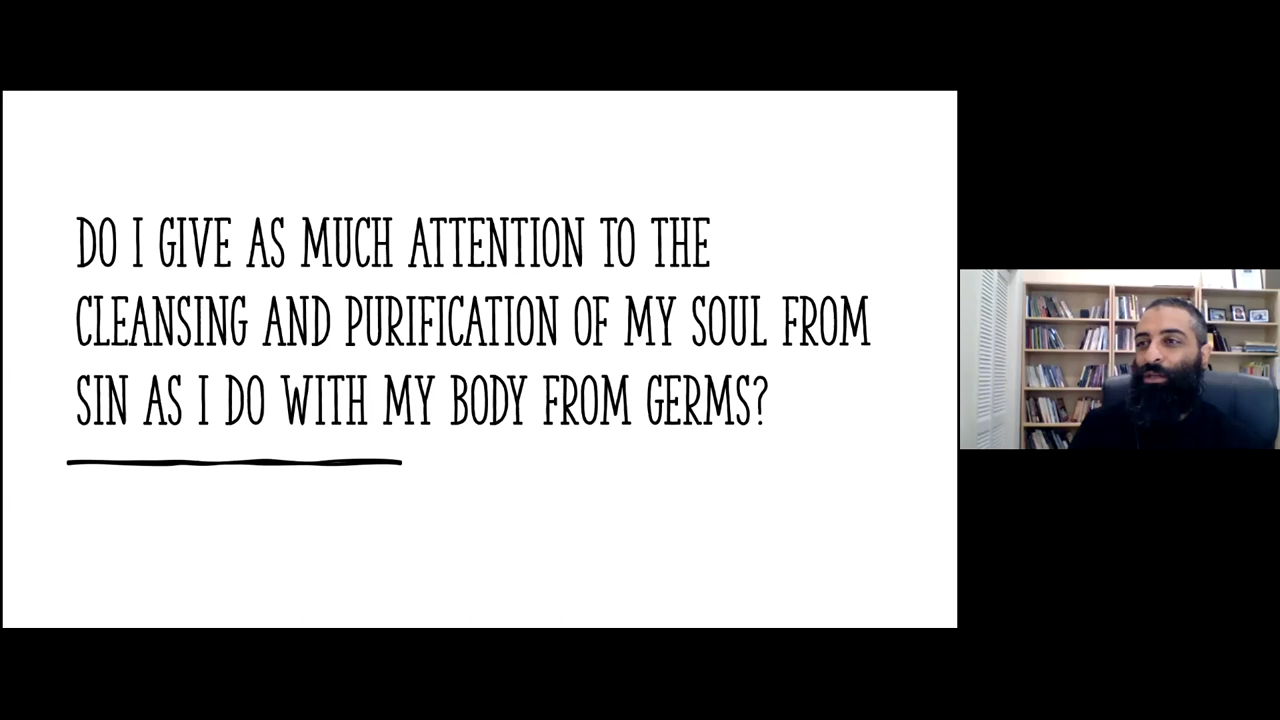 DO I GIVE AS MUCH ATTENTION TO THE
CLEANSING AND PURIFICATION OF MY SOUL FROM
SIN AS I DO WITH MY BODY FROM GERMS?